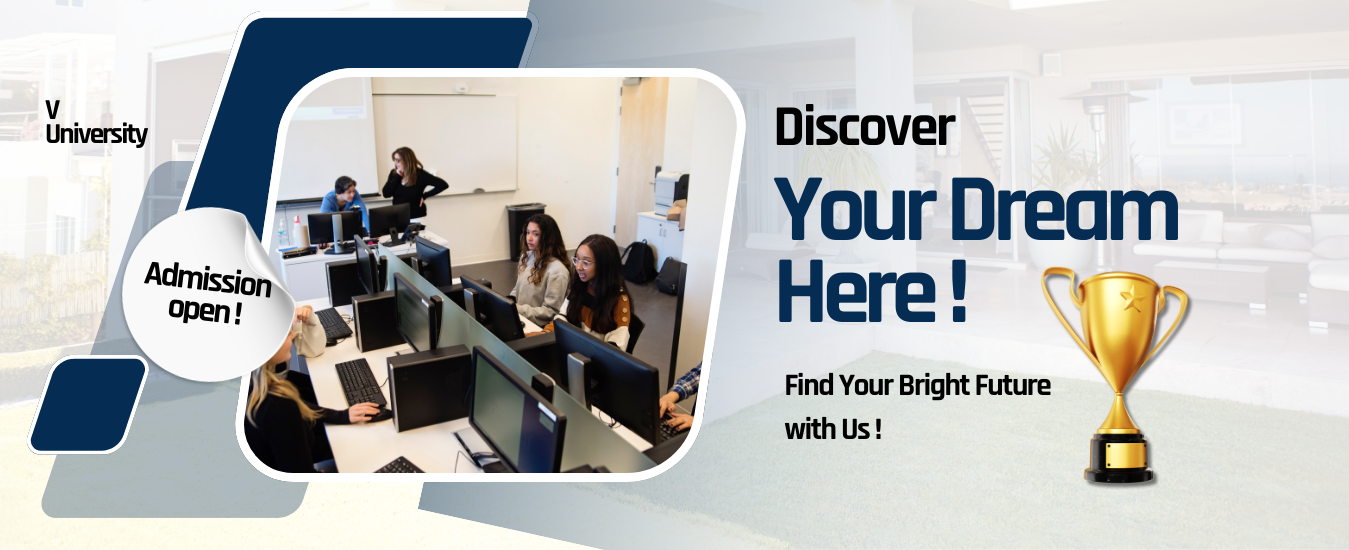 V
University
Admission
open !
Discover
Your Dream
Here !
Find Your Bright Future
with Us !